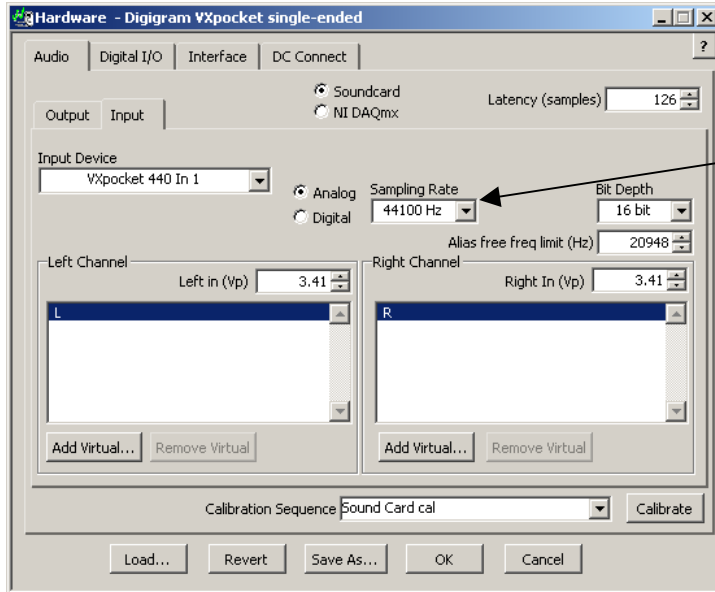 Hardware - Digigram VXpocket single-ended
Audio Digital I/O Interface DC Connect ?
Soundcard
NI DAQmx
Latency (samples) 126
Output Input
Input Device
VXpocket 440 In 1
Analog
Digital
Sampling Rate
44100 Hz
Bit Depth
16 bit
Alias free freq limit (Hz) 20948
Left Channel
Left in (Vp) 3.41
L
Add Virtual... Remove Virtual
Right Channel
Right In (Vp) 3.41
R
Add Virtual... Remove Virtual
Calibration Sequence Sound Card cal Calibrate
Load... Revert Save As... OK Cancel